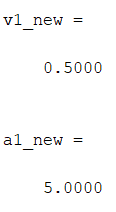 v1_new =
0.5000
a1_new =
5.0000